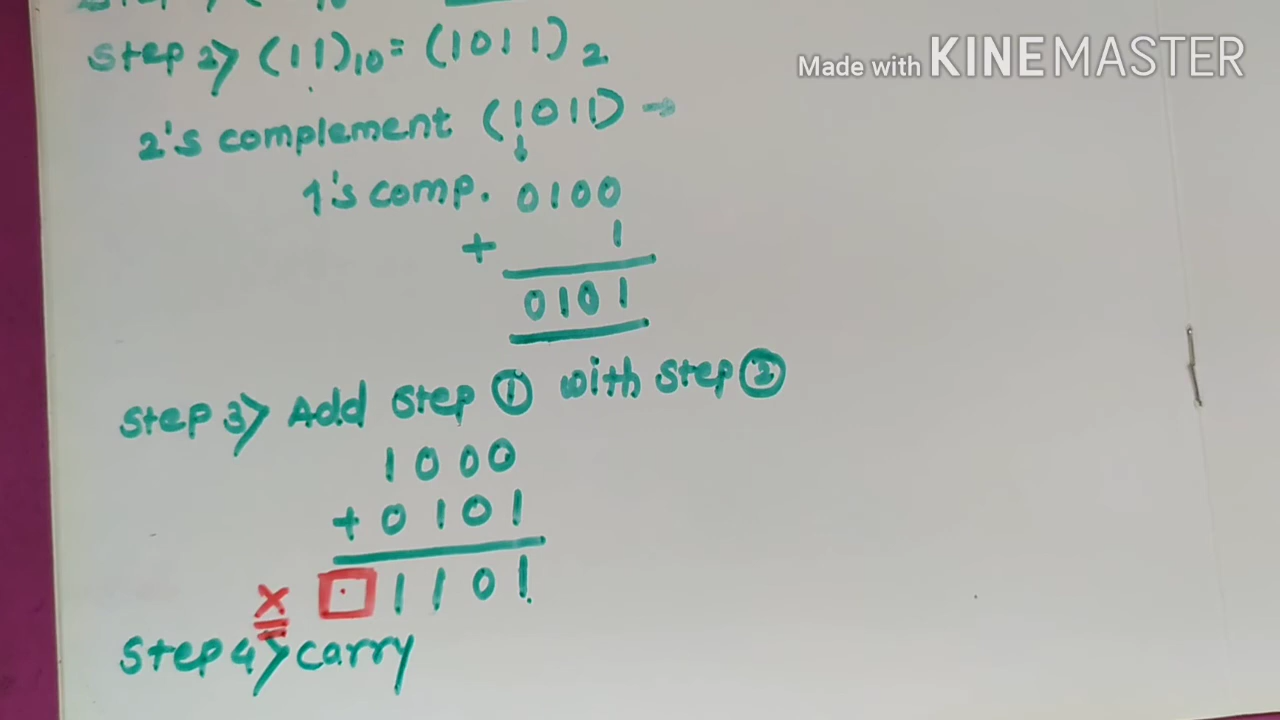 Step 2> (11)10 = (1011)2
Made with KINEMASTER
2's complement (1011) →
1's comp. 0100
+ 1
0101
Step 3> Add Step ① with Step ②
1000
+ 0101
× 1101
Step 4> carry